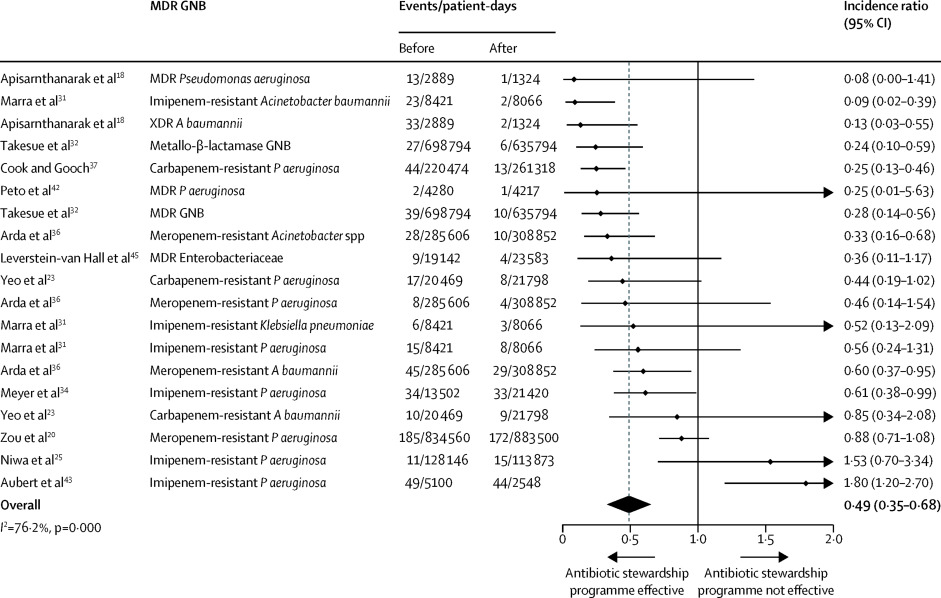 MDR GNB Events/patient-days Incidence ratio
(95% CI)
Before After
Apisarnthanarak et al¹⁸ MDR Pseudomonas aeruginosa 13/2889 1/1324 0·08 (0·00–1·41)
Marra et al³¹ Imipenem-resistant Acinetobacter baumannii 23/8421 2/8066 0·09 (0·02–0·39)
Apisarnthanarak et al¹⁸ XDR A baumannii 33/2889 2/1324 0·13 (0·03–0·55)
Takesue et al³² Metallo-β-lactamase GNB 27/698794 6/635794 0·24 (0·10–0·59)
Cook and Gooch³⁷ Carbapenem-resistant P aeruginosa 44/220474 13/261318 0·25 (0·13–0·46)
Peto et al⁴² MDR P aeruginosa 2/4280 1/4217 0·25 (0·01–5·63)
Takesue et al³² MDR GNB 39/698794 10/635794 0·28 (0·14–0·56)
Arda et al³⁶ Meropenem-resistant Acinetobacter spp 28/285606 10/308852 0·33 (0·16–0·68)
Leverstein-van Hall et al⁴⁵ MDR Enterobacteriaceae 9/19142 4/23583 0·36 (0·11–1·17)
Yeo et al²³ Carbapenem-resistant P aeruginosa 17/20469 8/21798 0·44 (0·19–1·02)
Arda et al³⁶ Meropenem-resistant P aeruginosa 8/285606 4/308852 0·46 (0·14–1·54)
Marra et al³¹ Imipenem-resistant Klebsiella pneumoniae 6/8421 3/8066 0·52 (0·13–2·09)
Marra et al³¹ Imipenem-resistant P aeruginosa 15/8421 8/8066 0·56 (0·24–1·31)
Arda et al³⁶ Meropenem-resistant A baumannii 45/285606 29/308852 0·60 (0·37–0·95)
Meyer et al³⁴ Imipenem-resistant P aeruginosa 34/13502 33/21420 0·61 (0·38–0·99)
Yeo et al²³ Carbapenem-resistant A baumannii 10/20469 9/21798 0·85 (0·34–2·08)
Zou et al²⁰ Meropenem-resistant P aeruginosa 185/834560 172/883500 0·88 (0·71–1·08)
Niwa et al²⁵ Imipenem-resistant P aeruginosa 11/128146 15/113873 1·53 (0·70–3·34)
Aubert et al⁴³ Imipenem-resistant P aeruginosa 49/5100 44/2548 1·80 (1·20–2·70)
Overall 0·49 (0·35–0·68)
I²=76·2%, p=0·000
0 0·5 1·0 1·5 2·0
Antibiotic stewardship Antibiotic stewardship
programme effective programme not effective